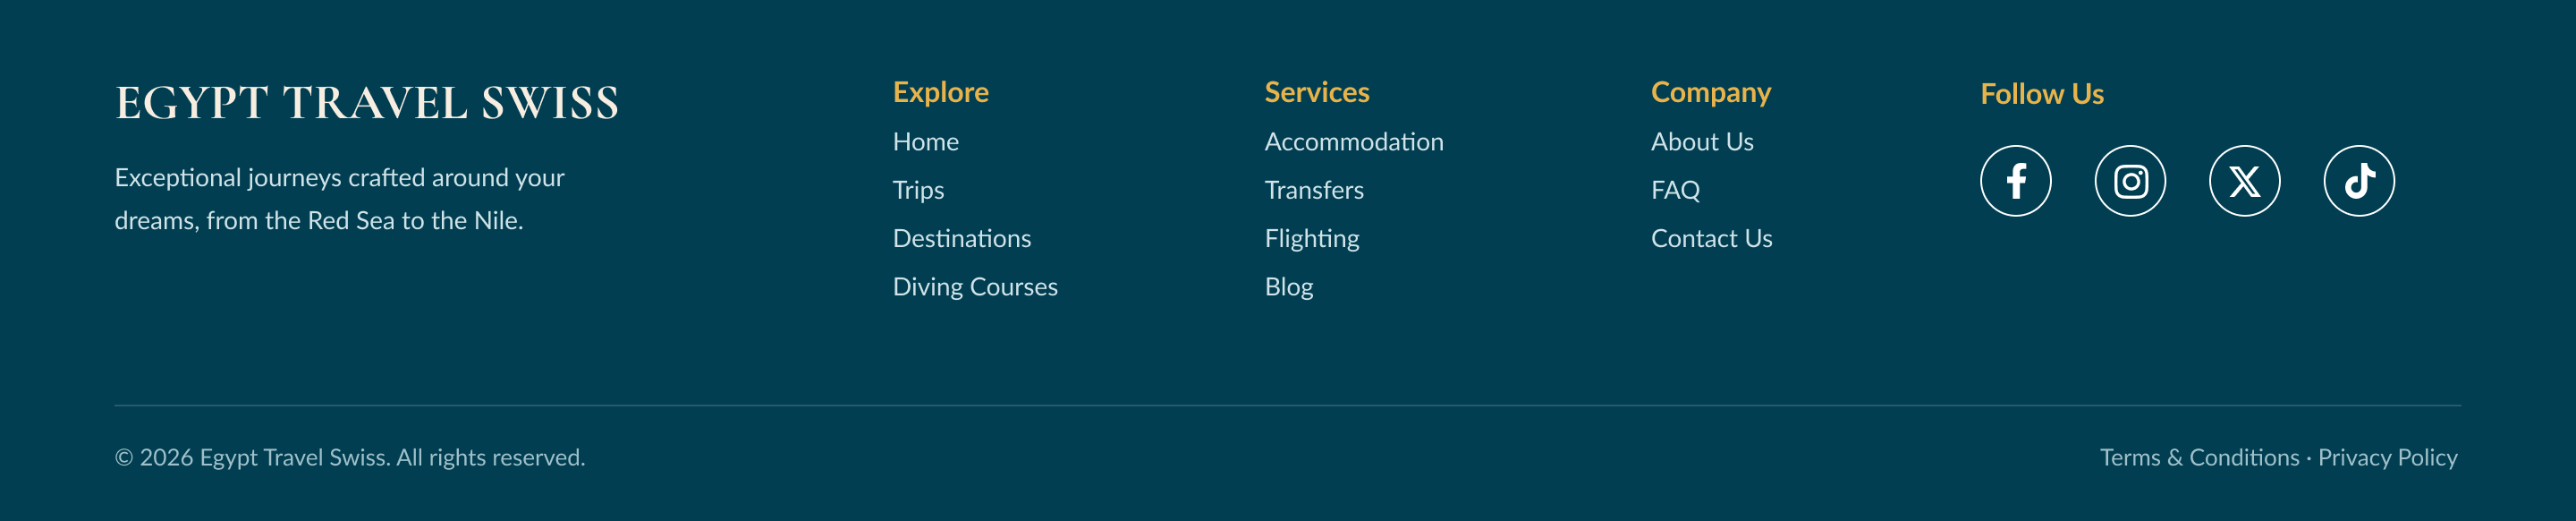 EGYPT TRAVEL SWISS
Exceptional journeys crafted around your
dreams, from the Red Sea to the Nile.
Explore
Home
Trips
Destinations
Diving Courses
Services
Accommodation
Transfers
Flighting
Blog
Company
About Us
FAQ
Contact Us
Follow Us
© 2026 Egypt Travel Swiss. All rights reserved.
Terms & Conditions · Privacy Policy